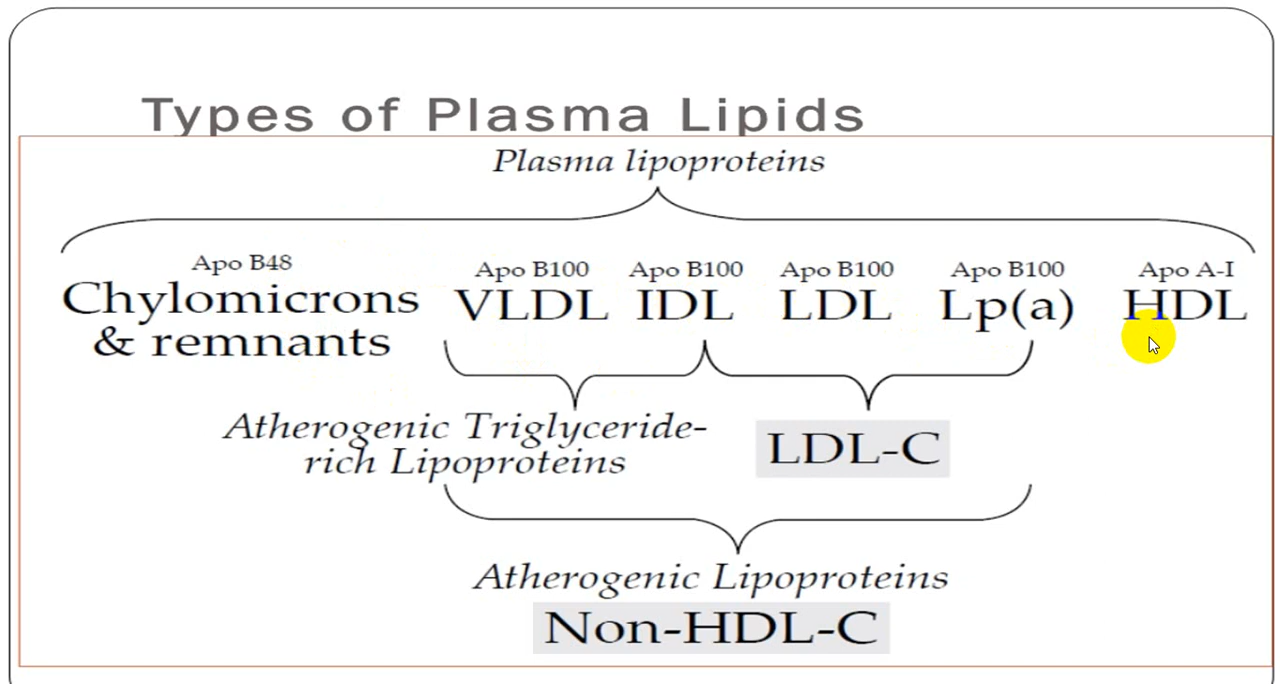 Types of Plasma Lipids
Plasma lipoproteins
Apo B48
Apo B100 Apo B100 Apo B100 Apo B100 Apo A-I
Chylomicrons VLDL IDL LDL Lp(a) HDL
& remnants
Atherogenic Triglyceride-
rich Lipoproteins
LDL-C
Atherogenic Lipoproteins
Non-HDL-C